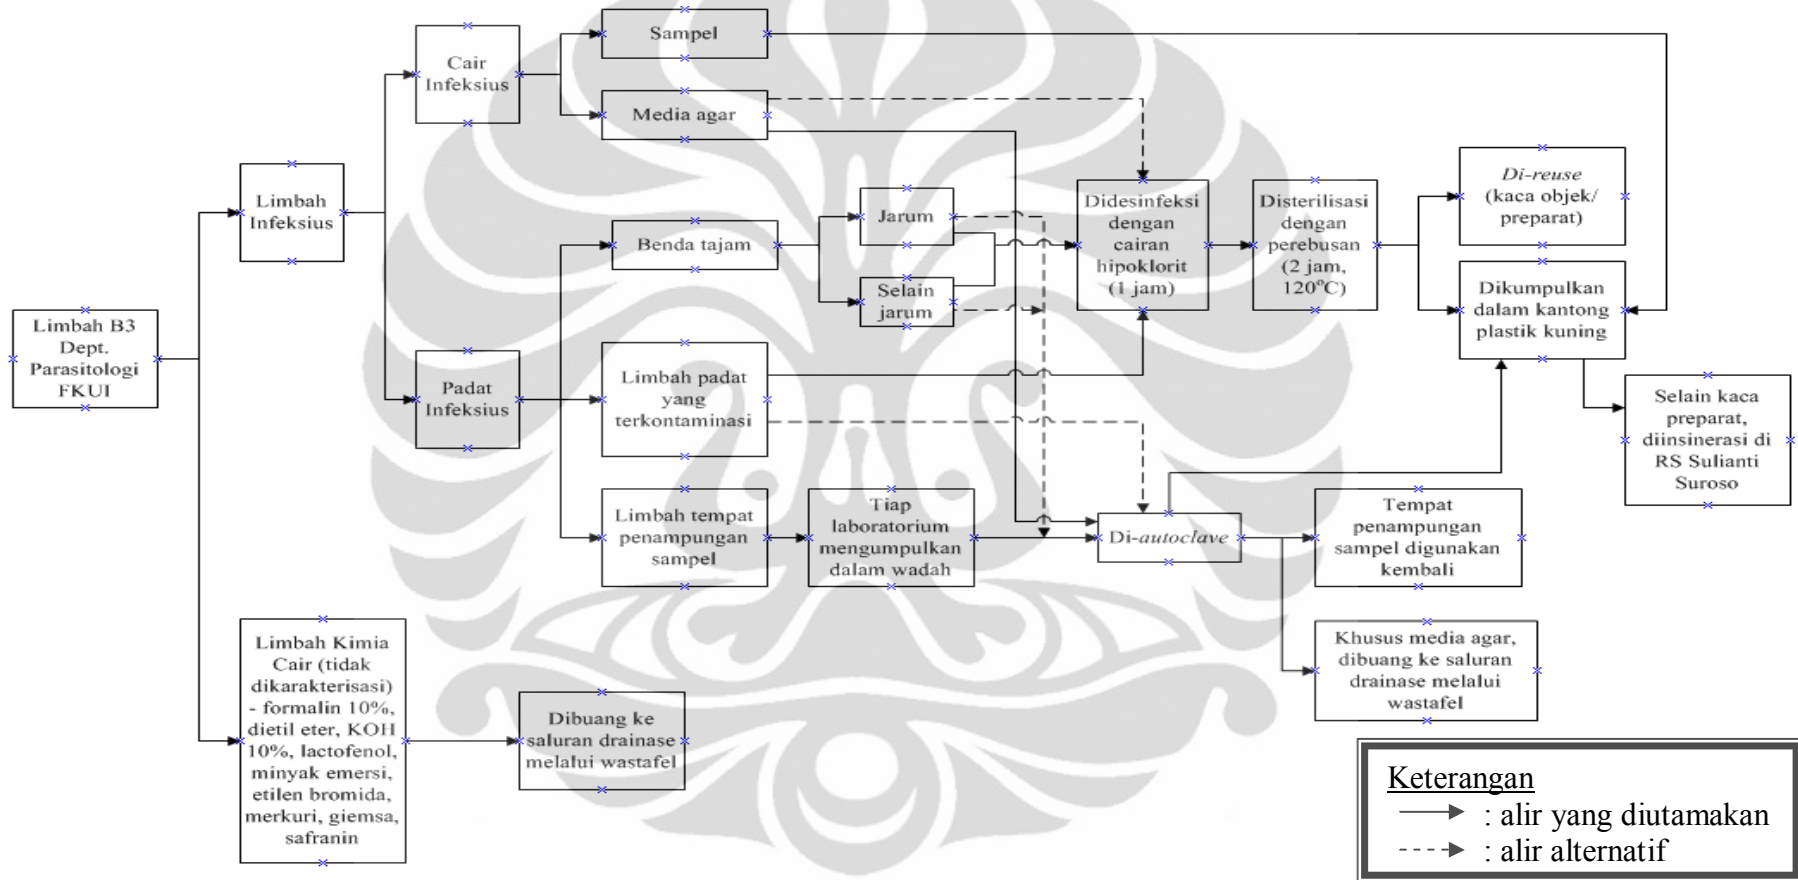 Sampel
Cair
Infeksius
Media agar
Limbah
Infeksius
Jarum
Benda tajam
Selain
jarum
Didesinfeksi
dengan
cairan
hipoklorit
(1 jam)
Disterilisasi
dengan
perebusan
(2 jam,
120°C)
Di-reuse
(kaca objek/
preparat)
Dikumpulkan
dalam kantong
plastik kuning
Limbah B3
Dept.
Parasitologi
FKUI
Padat
Infeksius
Limbah padat
yang
terkontaminasi
Selain kaca
preparat,
diinsinerasi di
RS Sulianti
Suroso
Limbah tempat
penampungan
sampel
Tiap
laboratorium
mengumpulkan
dalam wadah
Di-autoclave
Tempat
penampungan
sampel digunakan
kembali
Khusus media agar,
dibuang ke saluran
drainase melalui
wastafel
Limbah Kimia
Cair (tidak
dikarakterisasi)
- formalin 10%,
dietil eter, KOH
10%, lactofenol,
minyak emersi,
etilen bromida,
merkuri, giemsa,
safranin
Dibuang ke
saluran drainase
melalui wastafel
Keterangan
: alir yang diutamakan
: alir alternatif